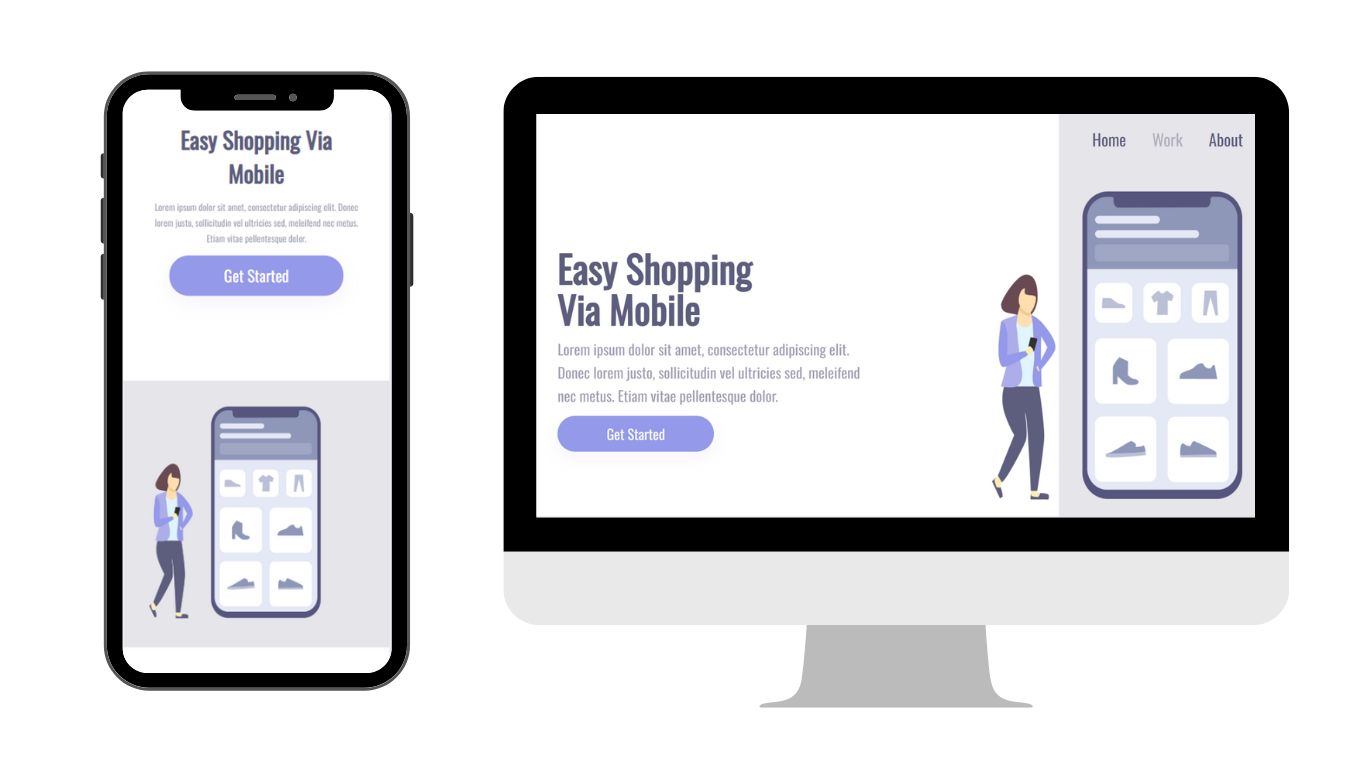 Easy Shopping Via
Mobile
Lorem ipsum dolor sit amet, consectetur adipiscing elit. Donec
lorem justo, sollicitudin vel ultricies sed, meleifend nec metus.
Etiam vitae pellentesque dolor.
Get Started
Home Work About
Easy Shopping
Via Mobile
Lorem ipsum dolor sit amet, consectetur adipiscing elit.
Donec lorem justo, sollicitudin vel ultricies sed, meleifend
nec metus. Etiam vitae pellentesque dolor.
Get Started